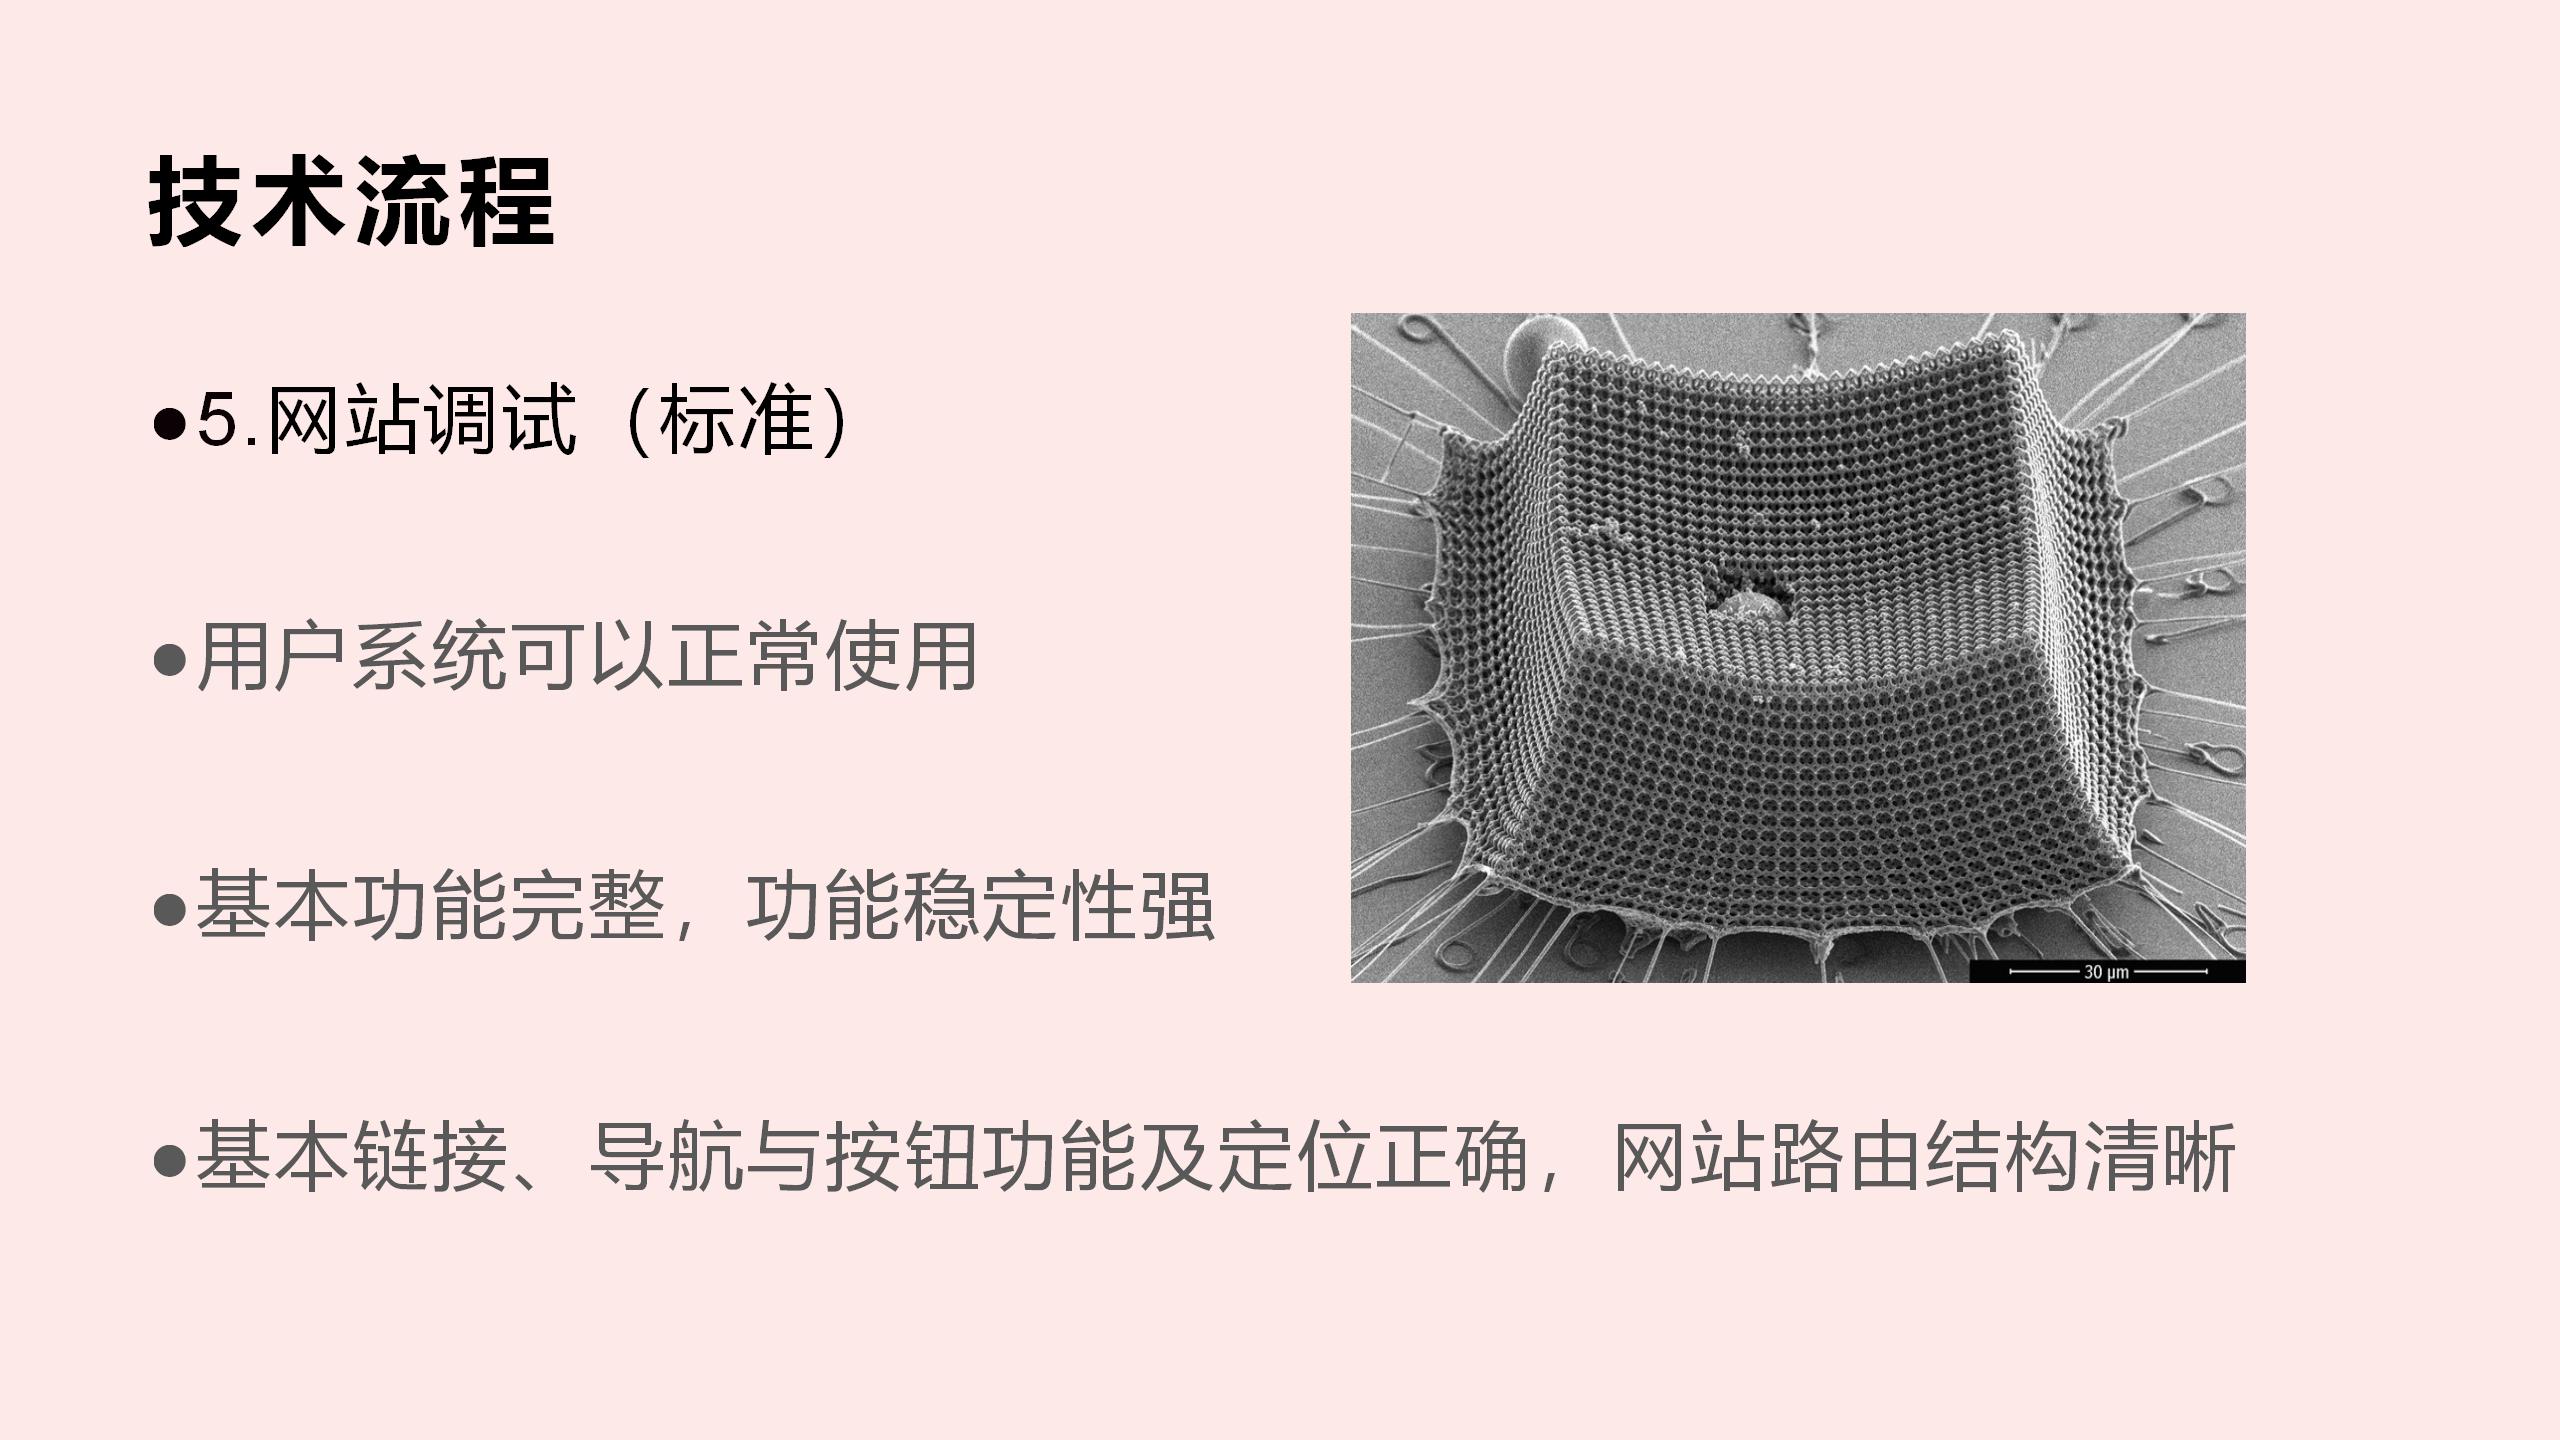 技术流程
●5.网站调试（标准）
●用户系统可以正常使用
●基本功能完整，功能稳定性强
30 μm
●基本链接、导航与按钮功能及定位正确，网站路由结构清晰